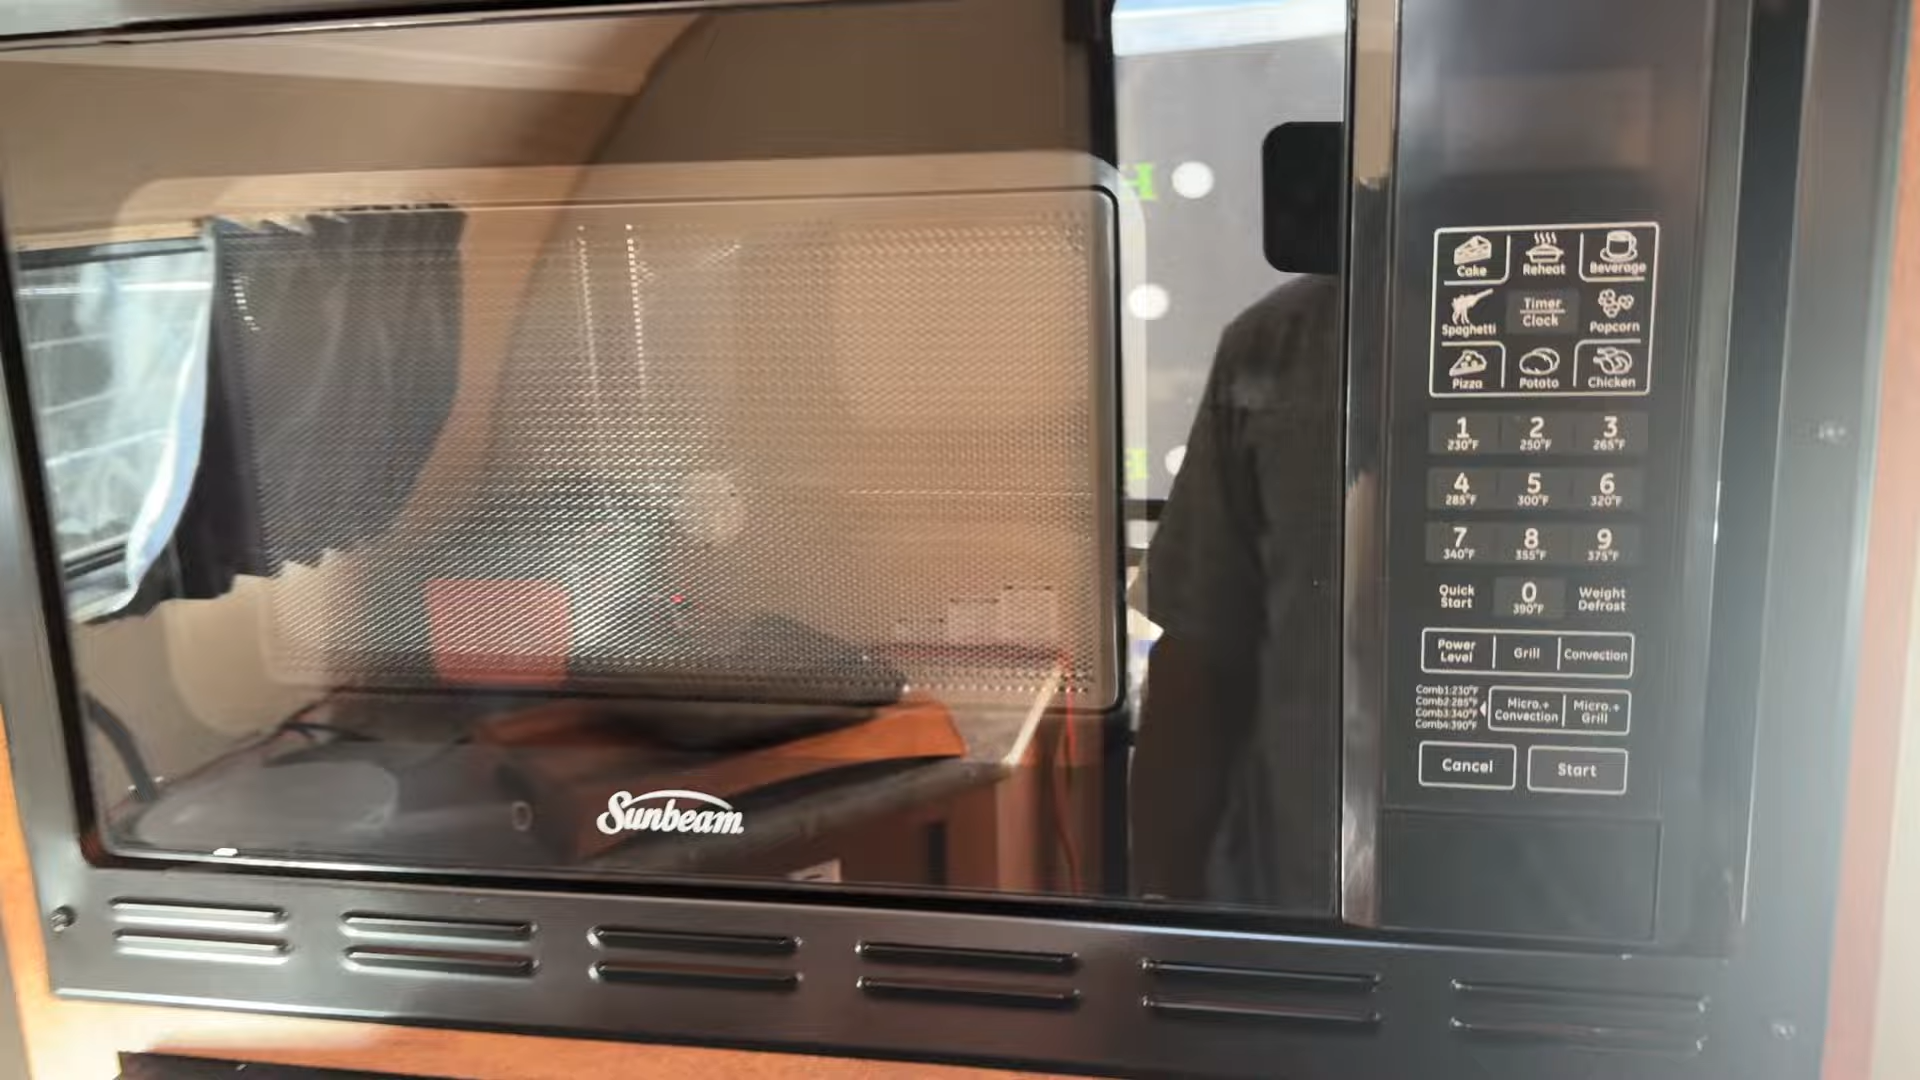 Cake Reheat Beverage
Spaghetti Timer Clock Popcorn
Pizza Potato Chicken
1 2 3
230°F 250°F 265°F
4 5 6
285°F 300°F 320°F
7 8 9
340°F 355°F 375°F
Quick Start 0 390°F Weight Defrost
Power Level Grill Convection
Comb1:230°F
Comb2:285°F
Comb3:340°F
Comb4:390°F
Micro.+ Convection Micro.+ Grill
Cancel Start
Sunbeam